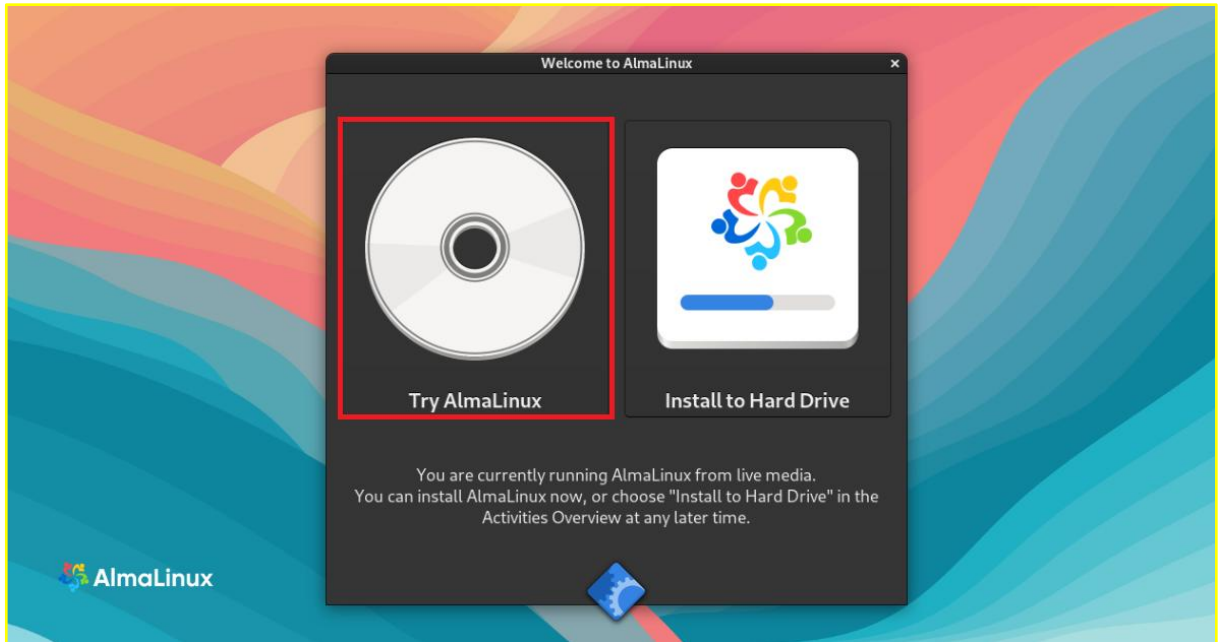 Welcome to AlmaLinux
×
Try AlmaLinux
Install to Hard Drive
You are currently running AlmaLinux from live media.
You can install AlmaLinux now, or choose "Install to Hard Drive" in the
Activities Overview at any later time.
AlmaLinux